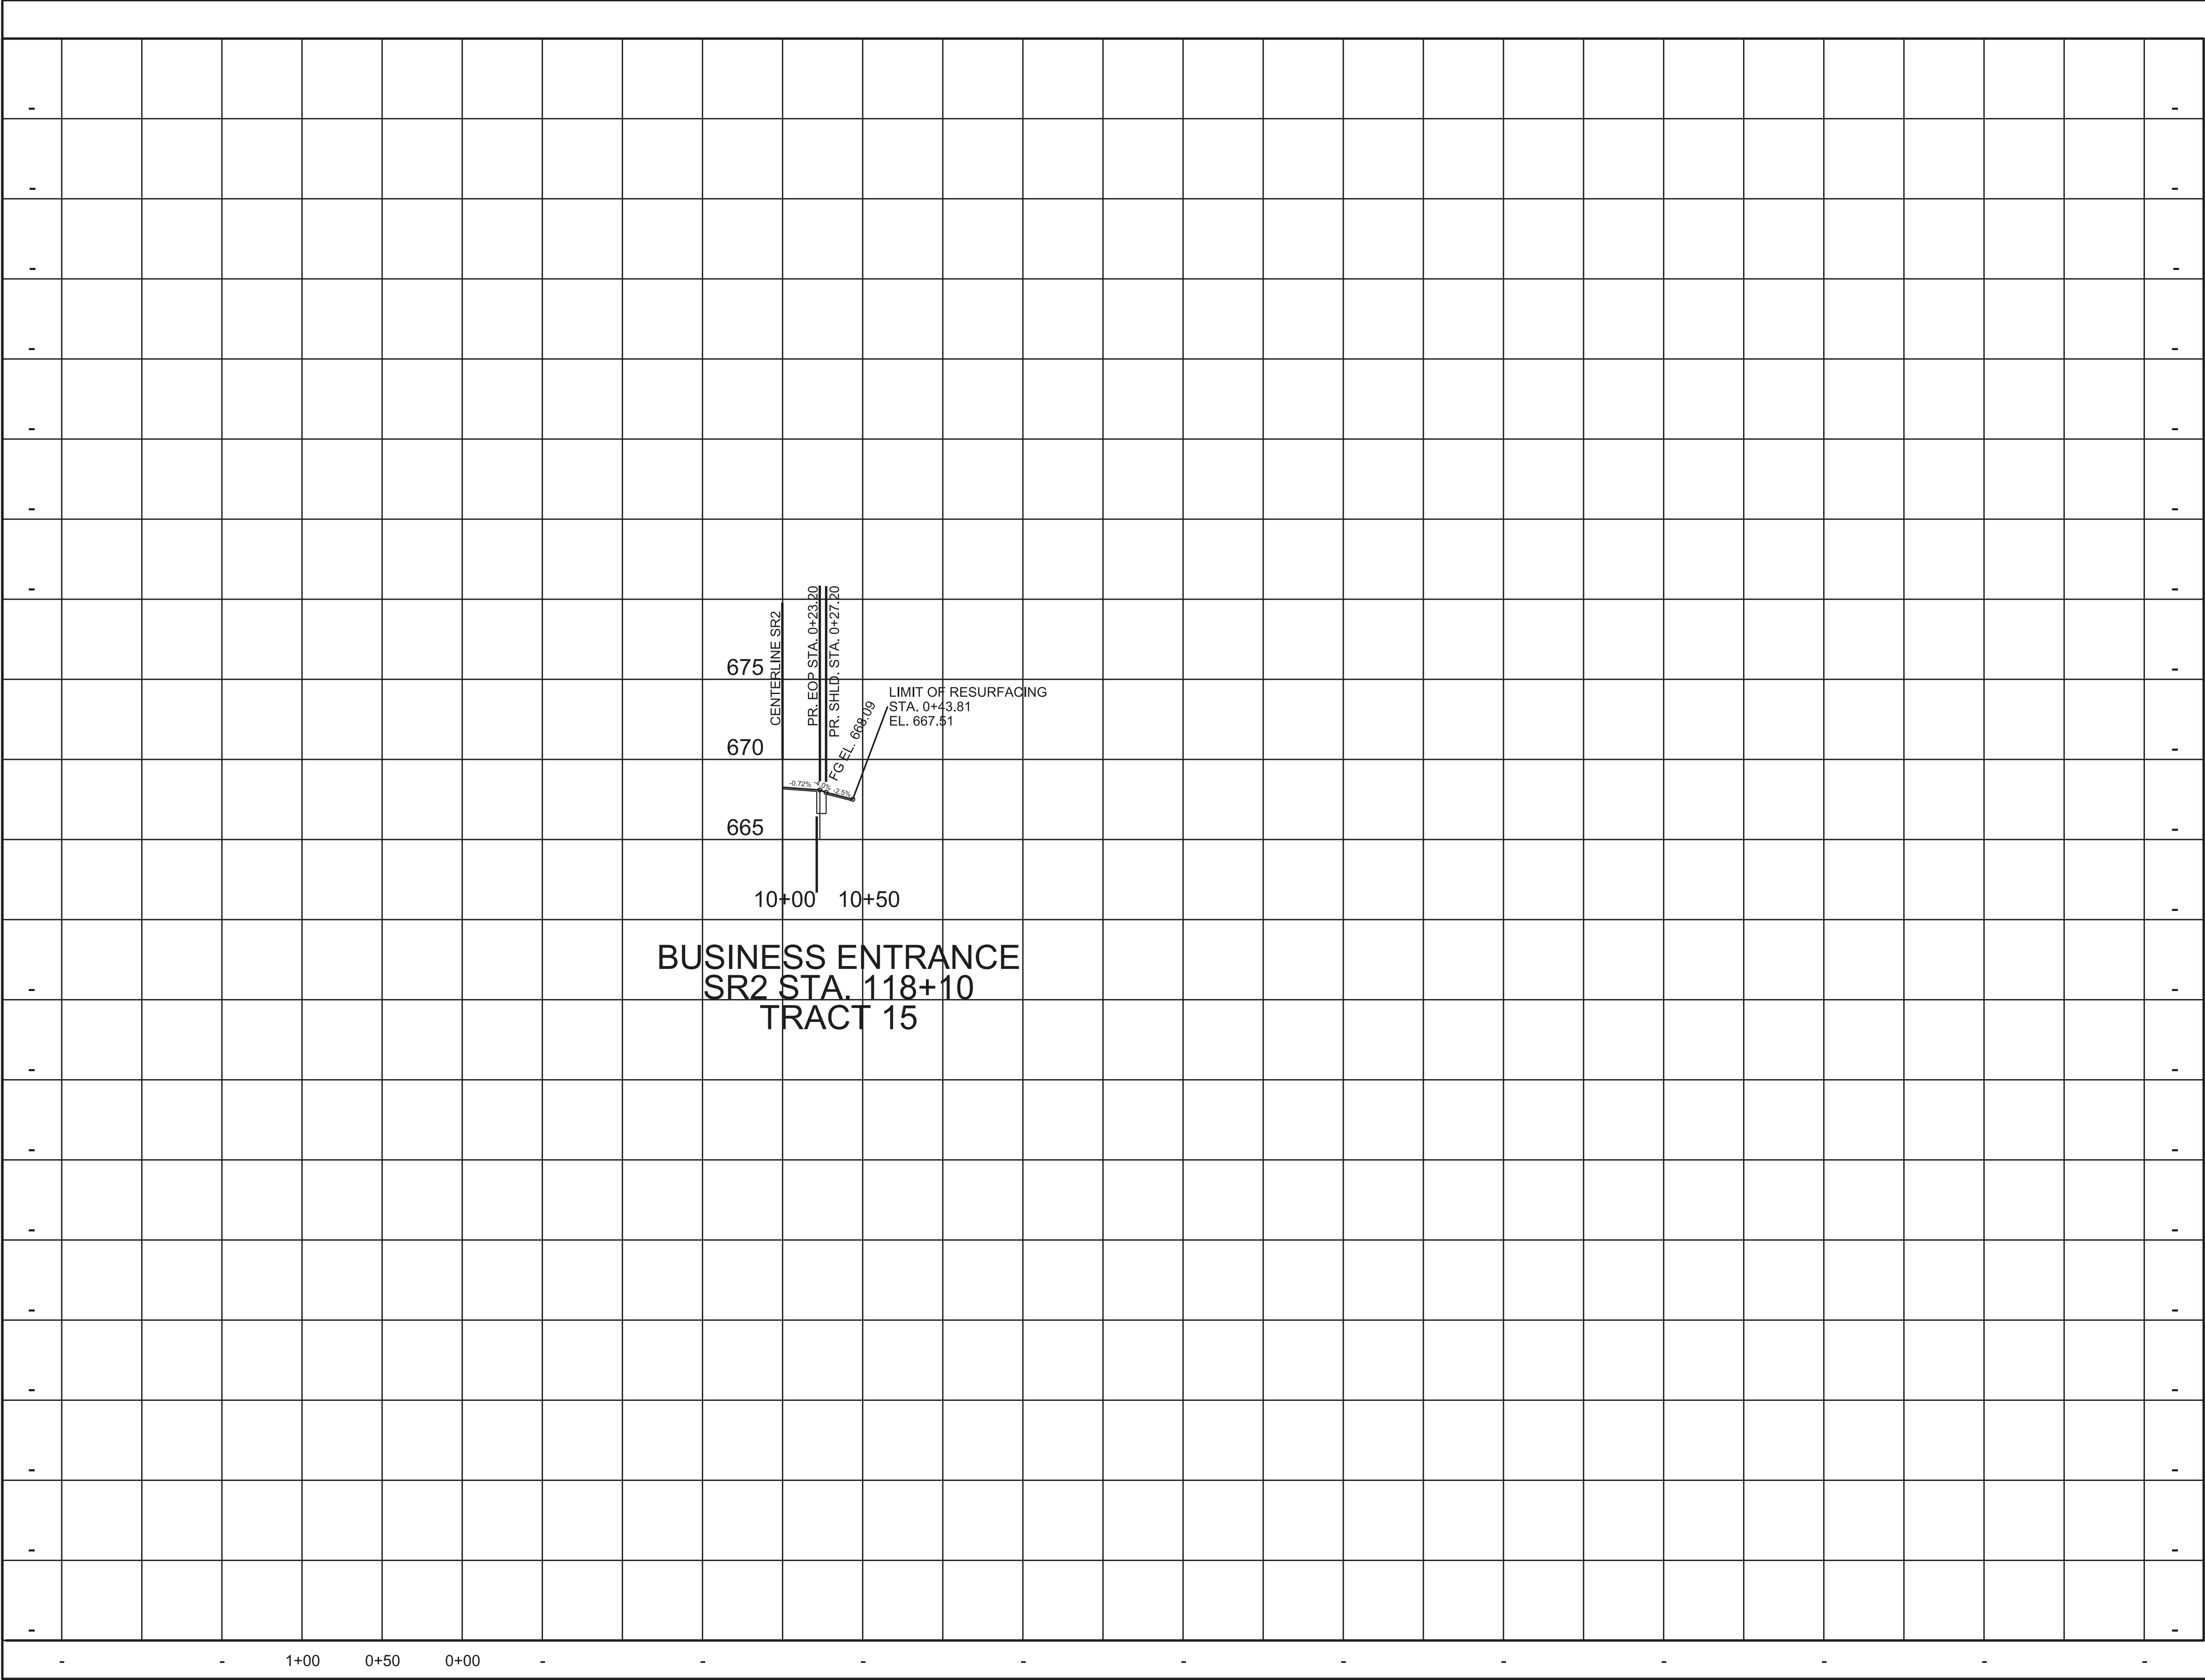 CENTERLINE SR2
PR. EOP STA. 0+23.20
PR. SHLD. STA. 0+27.20
675
LIMIT OF RESURFACING
STA. 0+43.81
EL. 667.51
FG EL. 668.09
670
-0.72%
-4.0%
-2.5%
665
10+00 10+50
BUSINESS ENTRANCE
SR2 STA. 118+10
TRACT 15
1+00 0+50 0+00